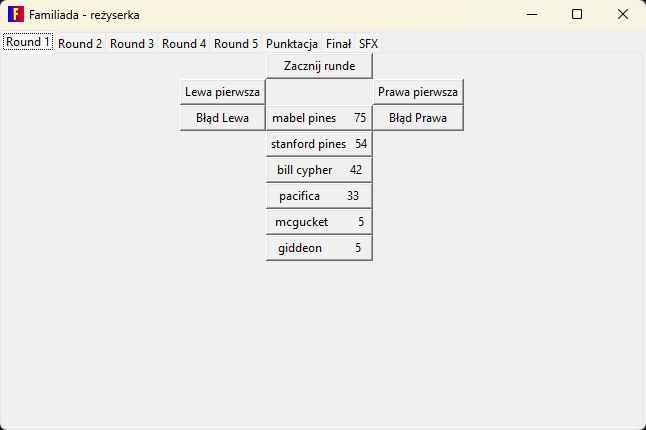 F Familiada - reżyserka
Round 1 Round 2 Round 3 Round 4 Round 5 Punktacja Finał SFX
Zacznij runde
Lewa pierwsza Prawa pierwsza
Błąd Lewa mabel pines 75 Błąd Prawa
stanford pines 54
bill cypher 42
pacifica 33
mcgucket 5
giddeon 5